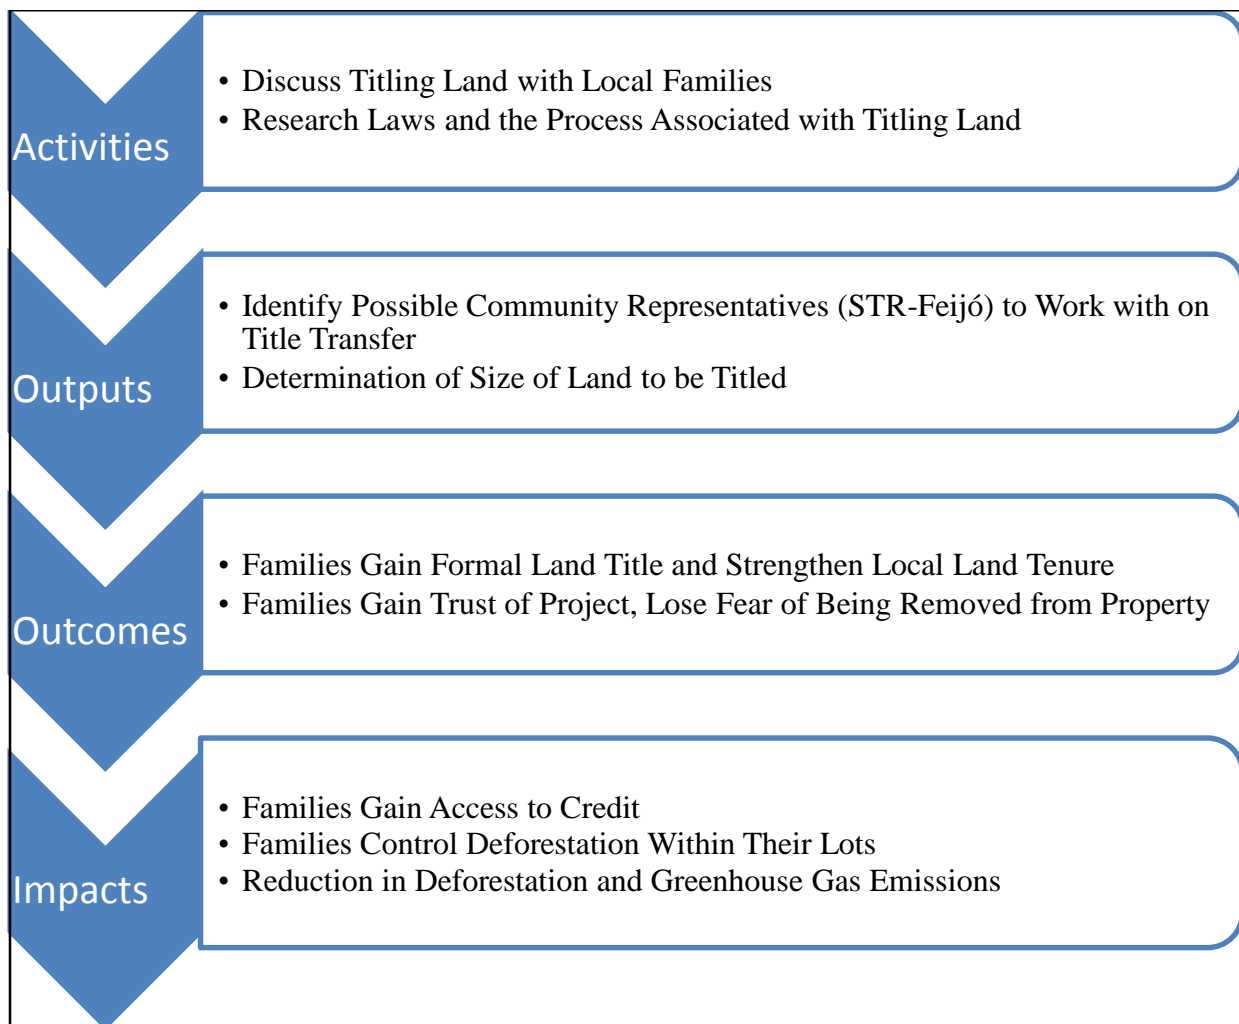 Activities
• Discuss Titling Land with Local Families
• Research Laws and the Process Associated with Titling Land
Outputs
• Identify Possible Community Representatives (STR-Feijó) to Work with on
Title Transfer
• Determination of Size of Land to be Titled
Outcomes
• Families Gain Formal Land Title and Strengthen Local Land Tenure
• Families Gain Trust of Project, Lose Fear of Being Removed from Property
Impacts
• Families Gain Access to Credit
• Families Control Deforestation Within Their Lots
• Reduction in Deforestation and Greenhouse Gas Emissions